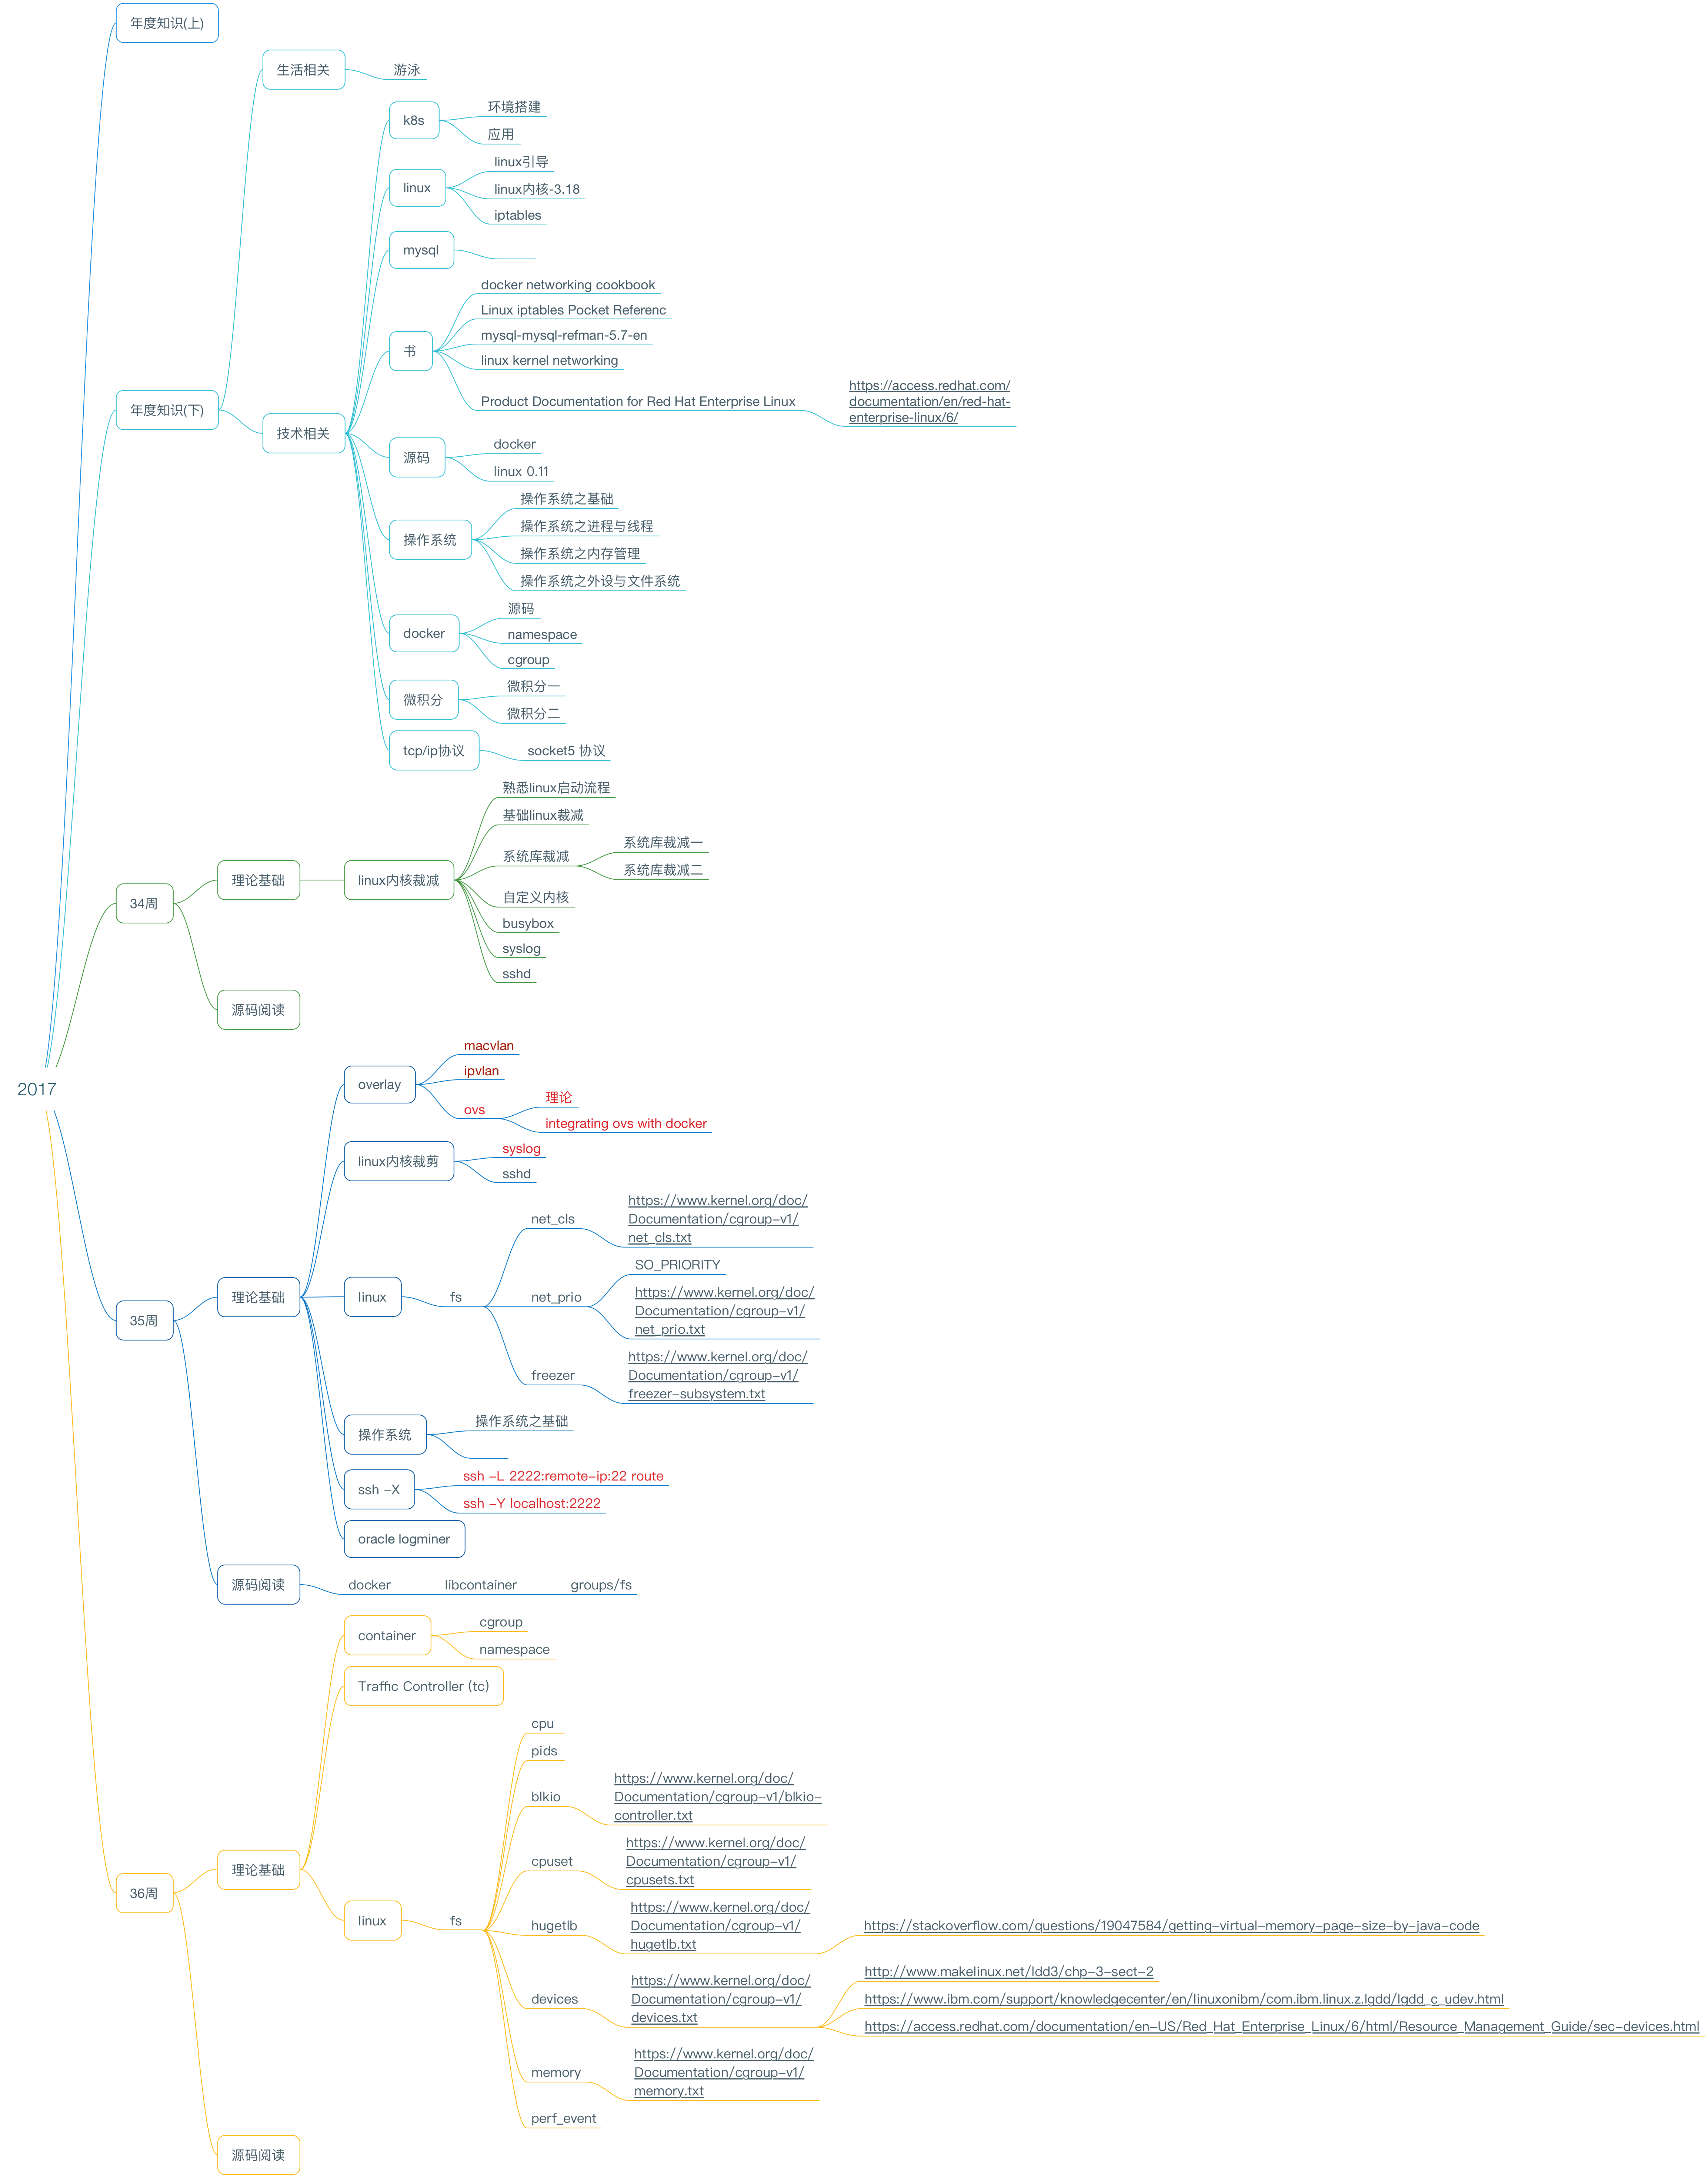 年度知识(上)
生活相关
游泳
k8s
环境搭建
应用
linux
linux引导
linux内核-3.18
iptables
mysql
书
docker networking cookbook
Linux iptables Pocket Referenc
mysql-mysql-refman-5.7-en
linux kernel networking
Product Documentation for Red Hat Enterprise Linux
https://access.redhat.com/
documentation/en/red-hat-
enterprise-linux/6/
年度知识(下)
技术相关
源码
docker
linux 0.11
操作系统
操作系统之基础
操作系统之进程与线程
操作系统之内存管理
操作系统之外设与文件系统
docker
源码
namespace
cgroup
微积分
微积分一
微积分二
tcp/ip协议
socket5 协议
34周
理论基础
linux内核裁减
熟悉linux启动流程
基础linux裁减
系统库裁减
系统库裁减一
系统库裁减二
自定义内核
busybox
syslog
sshd
源码阅读
2017
35周
理论基础
overlay
macvlan
ipvlan
ovs
理论
integrating ovs with docker
linux内核裁剪
syslog
sshd
linux
fs
net_cls
https://www.kernel.org/doc/
Documentation/cgroup-v1/
net_cls.txt
net_prio
SO_PRIORITY
https://www.kernel.org/doc/
Documentation/cgroup-v1/
net_prio.txt
freezer
https://www.kernel.org/doc/
Documentation/cgroup-v1/
freezer-subsystem.txt
操作系统
操作系统之基础
ssh -X
ssh -L 2222:remote-ip:22 route
ssh -Y localhost:2222
oracle logminer
源码阅读
docker
libcontainer
groups/fs
36周
理论基础
container
cgroup
namespace
Traffic Controller (tc)
linux
fs
cpu
pids
blkio
https://www.kernel.org/doc/
Documentation/cgroup-v1/blkio-
controller.txt
cpuset
https://www.kernel.org/doc/
Documentation/cgroup-v1/
cpusets.txt
hugetlb
https://www.kernel.org/doc/
Documentation/cgroup-v1/
hugetlb.txt
https://stackoverflow.com/questions/19047584/getting-virtual-memory-page-size-by-java-code
devices
https://www.kernel.org/doc/
Documentation/cgroup-v1/
devices.txt
http://www.makelinux.net/ldd3/chp-3-sect-2
https://www.ibm.com/support/knowledgecenter/en/linuxonibm/com.ibm.linux.z.lgdd/lgdd_c_udev.html
https://access.redhat.com/documentation/en-US/Red_Hat_Enterprise_Linux/6/html/Resource_Management_Guide/sec-devices.html
memory
https://www.kernel.org/doc/
Documentation/cgroup-v1/
memory.txt
perf_event
源码阅读